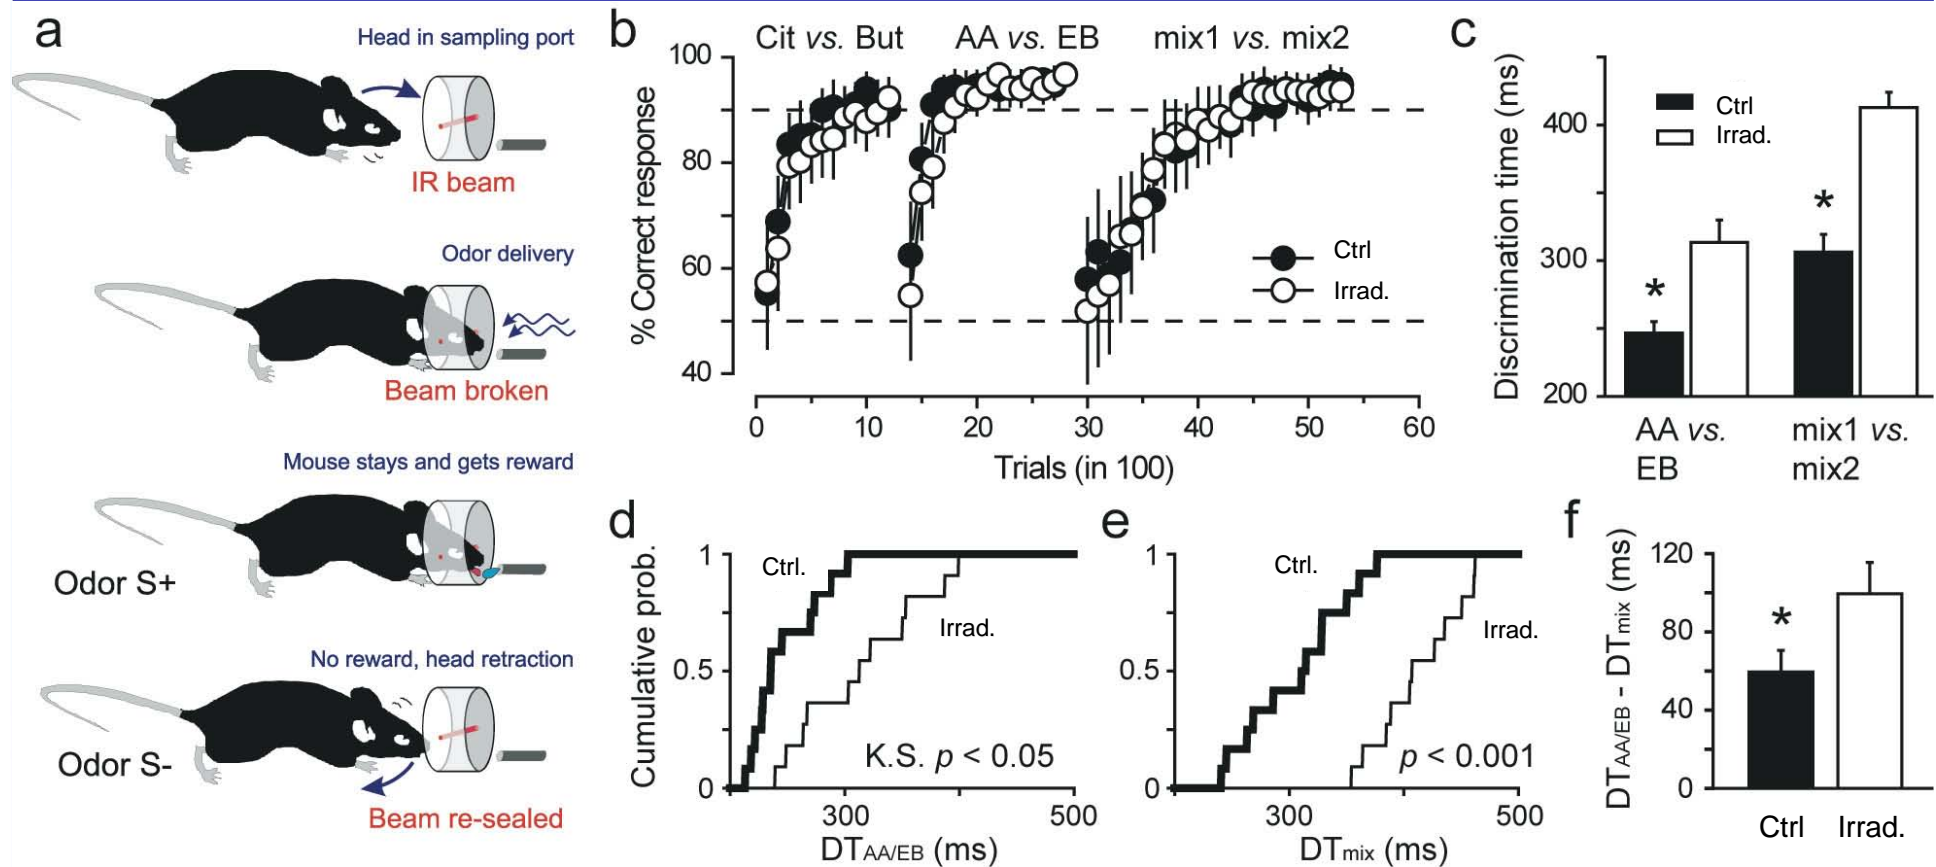 a
Head in sampling port
IR beam
Odor delivery
Beam broken
Mouse stays and gets reward
Odor S+
No reward, head retraction
Odor S-
Beam re-sealed
b
Cit vs. But
AA vs. EB
mix1 vs. mix2
% Correct response
100
80
60
40
Ctrl
Irrad.
0 10 20 30 40 50 60
Trials (in 100)
c
Discrimination time (ms)
400
300
200
Ctrl
Irrad.
*
*
AA vs.
EB
mix1 vs.
mix2
d
Cumulative prob.
1
0.5
0
Ctrl.
Irrad.
K.S. p < 0.05
300 500
DTAA/EB (ms)
e
1
0.5
0
Ctrl.
Irrad.
p < 0.001
300 500
DTmix (ms)
f
DTAA/EB - DTmix (ms)
120
80
40
0
*
Ctrl Irrad.